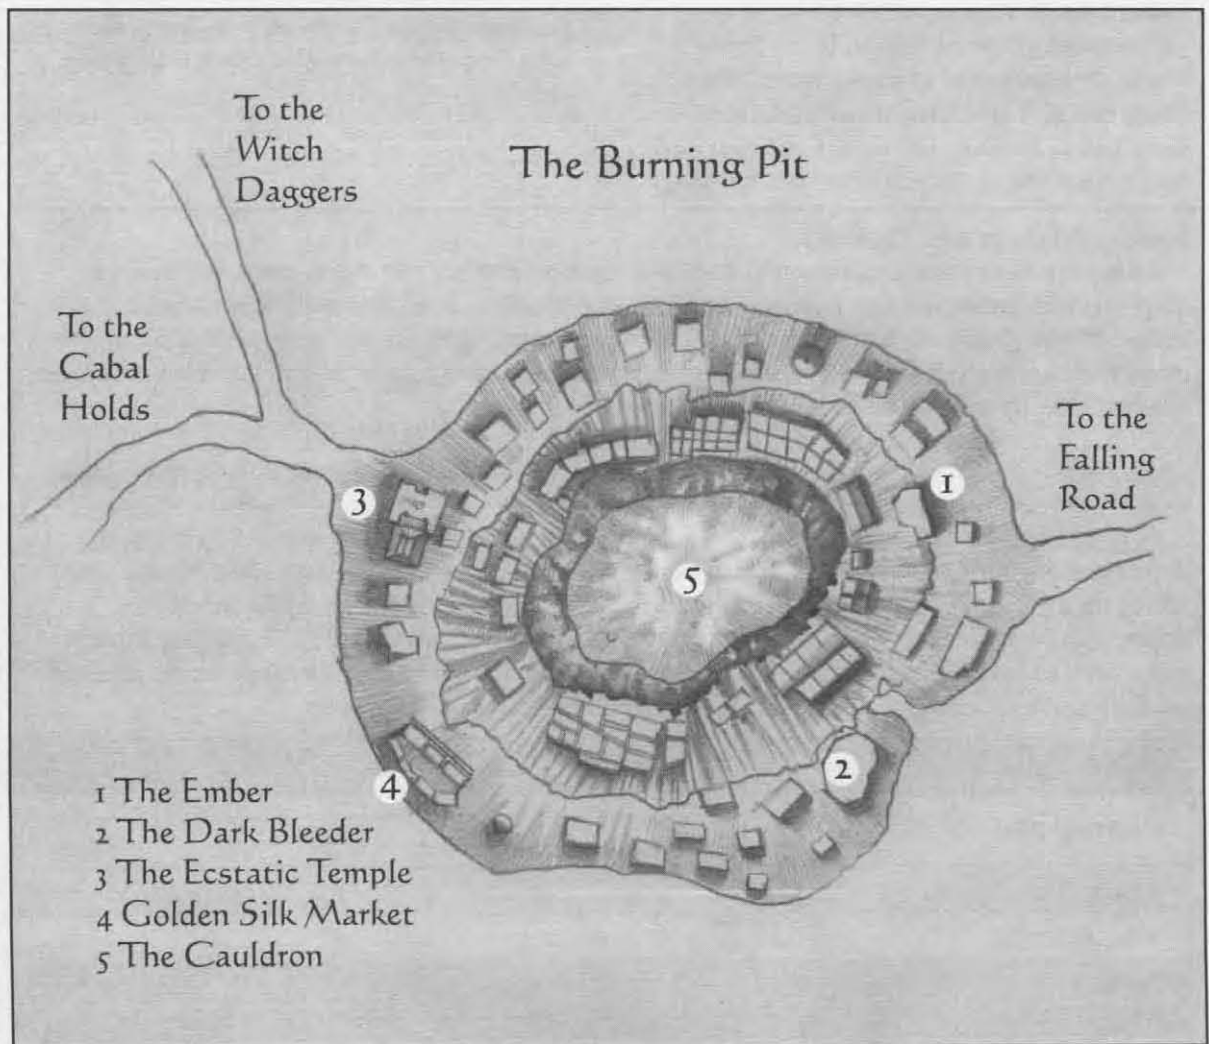 The Burning Pit
To the
Witch
Daggers
To the
Cabal
Holds
To the
Falling
Road
1
3
5
2
4
1 The Ember
2 The Dark Bleeder
3 The Ecstatic Temple
4 Golden Silk Market
5 The Cauldron